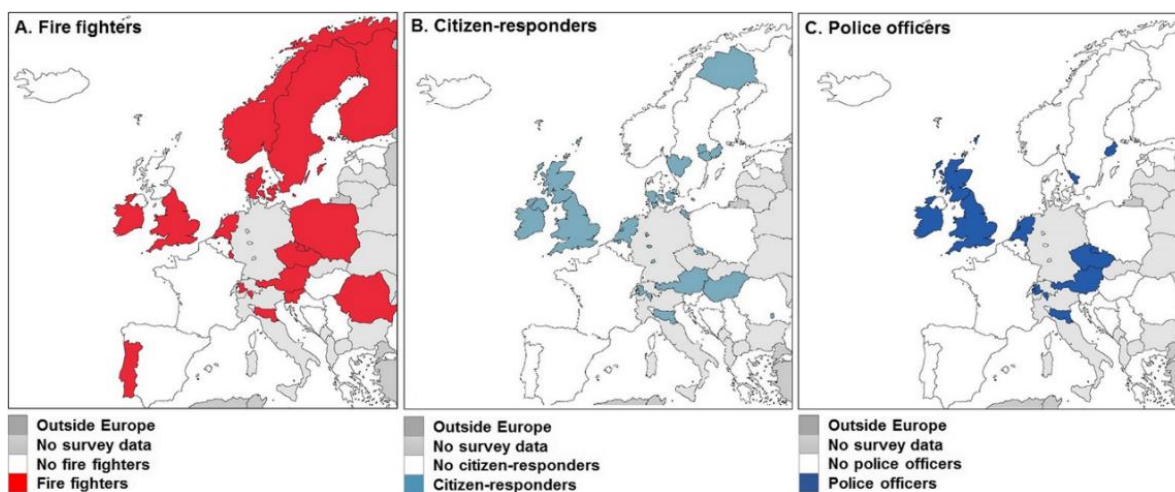 A. Fire fighters
Outside Europe
No survey data
No fire fighters
Fire fighters
B. Citizen-responders
Outside Europe
No survey data
No citizen-responders
Citizen-responders
C. Police officers
Outside Europe
No survey data
No police officers
Police officers